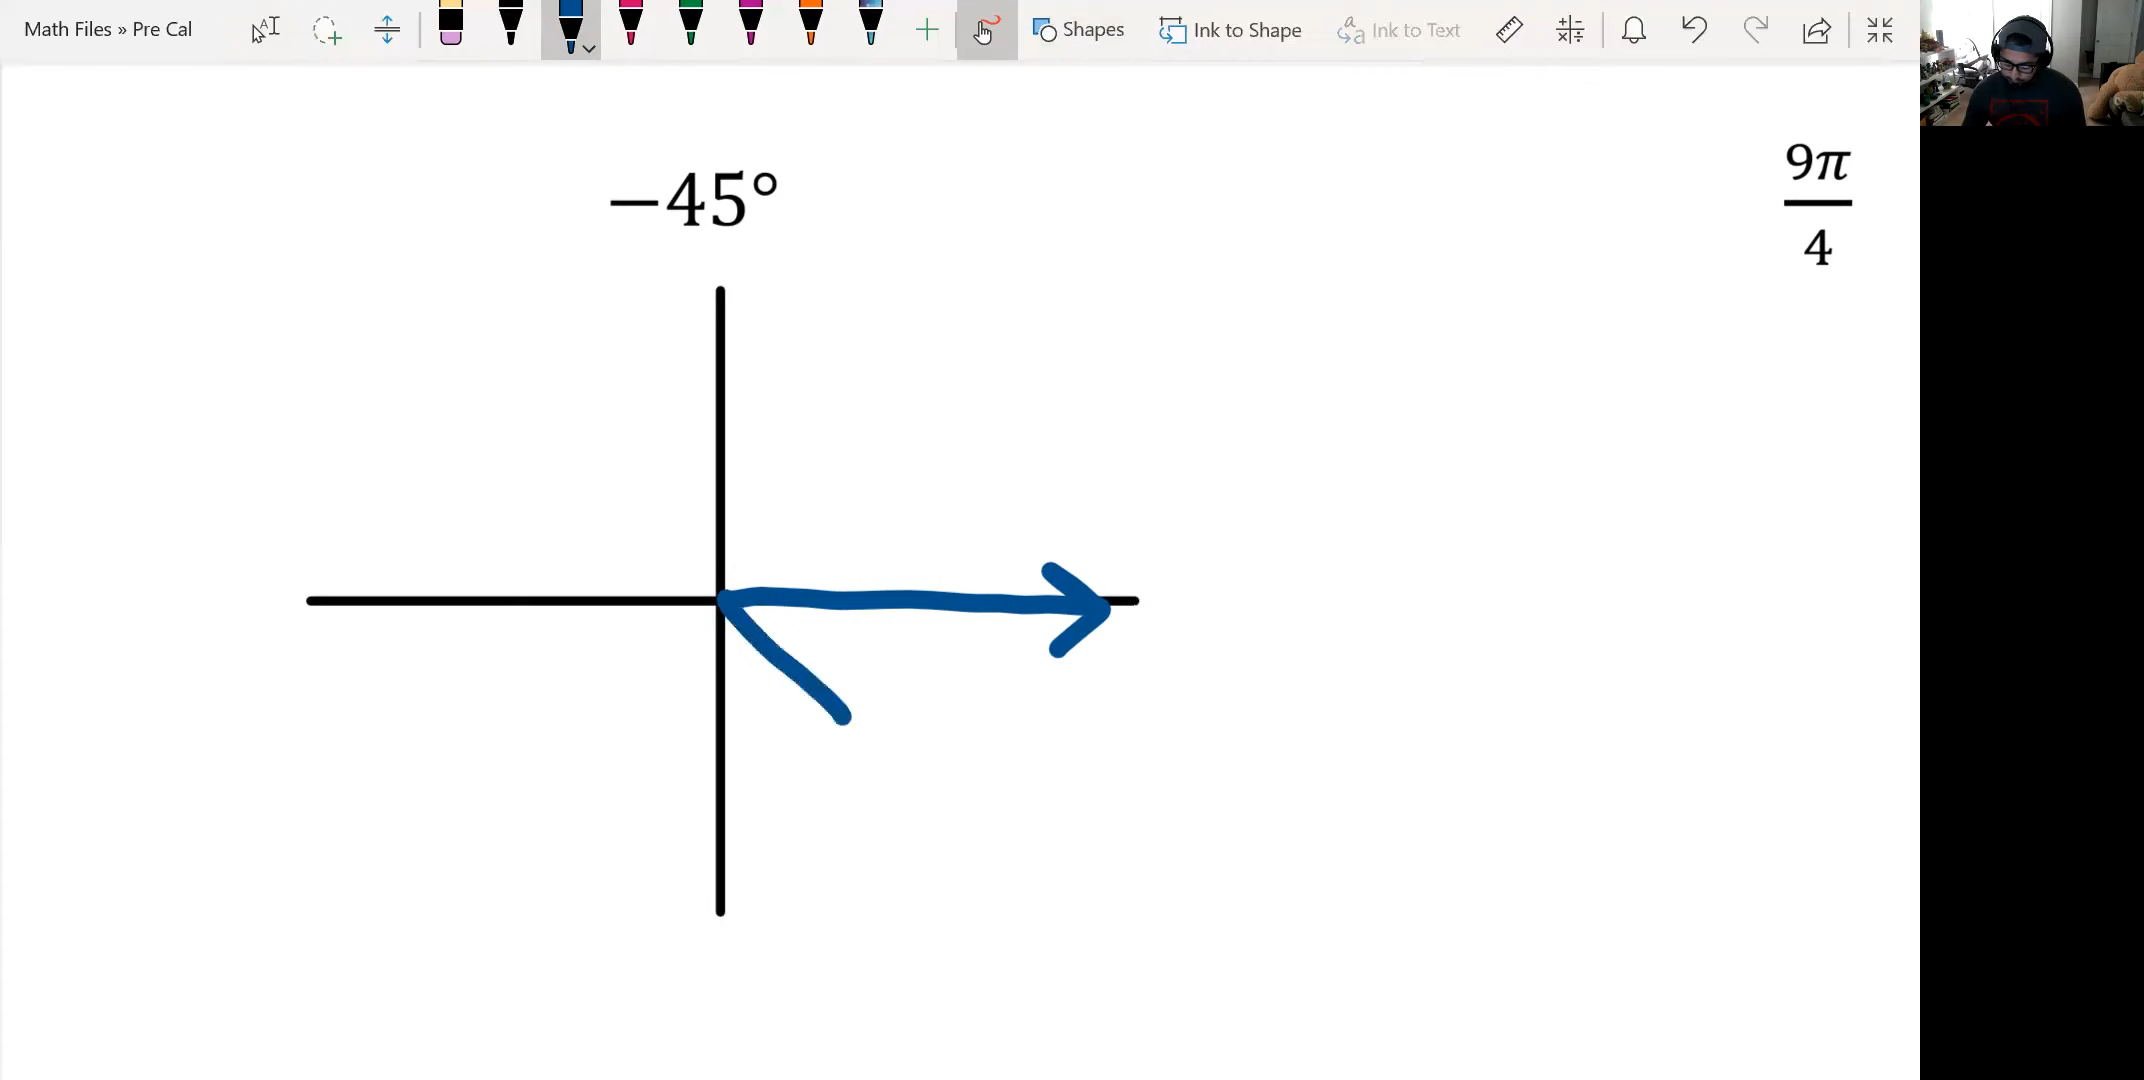 Math Files » Pre Cal
Shapes
Ink to Shape
Ink to Text
−45°
9π
4